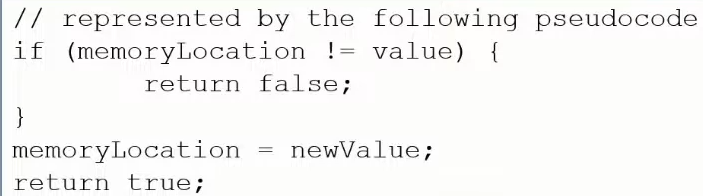 // represented by the following pseudocode
if (memoryLocation != value) {
return false;
}
memoryLocation = newValue;
return true;